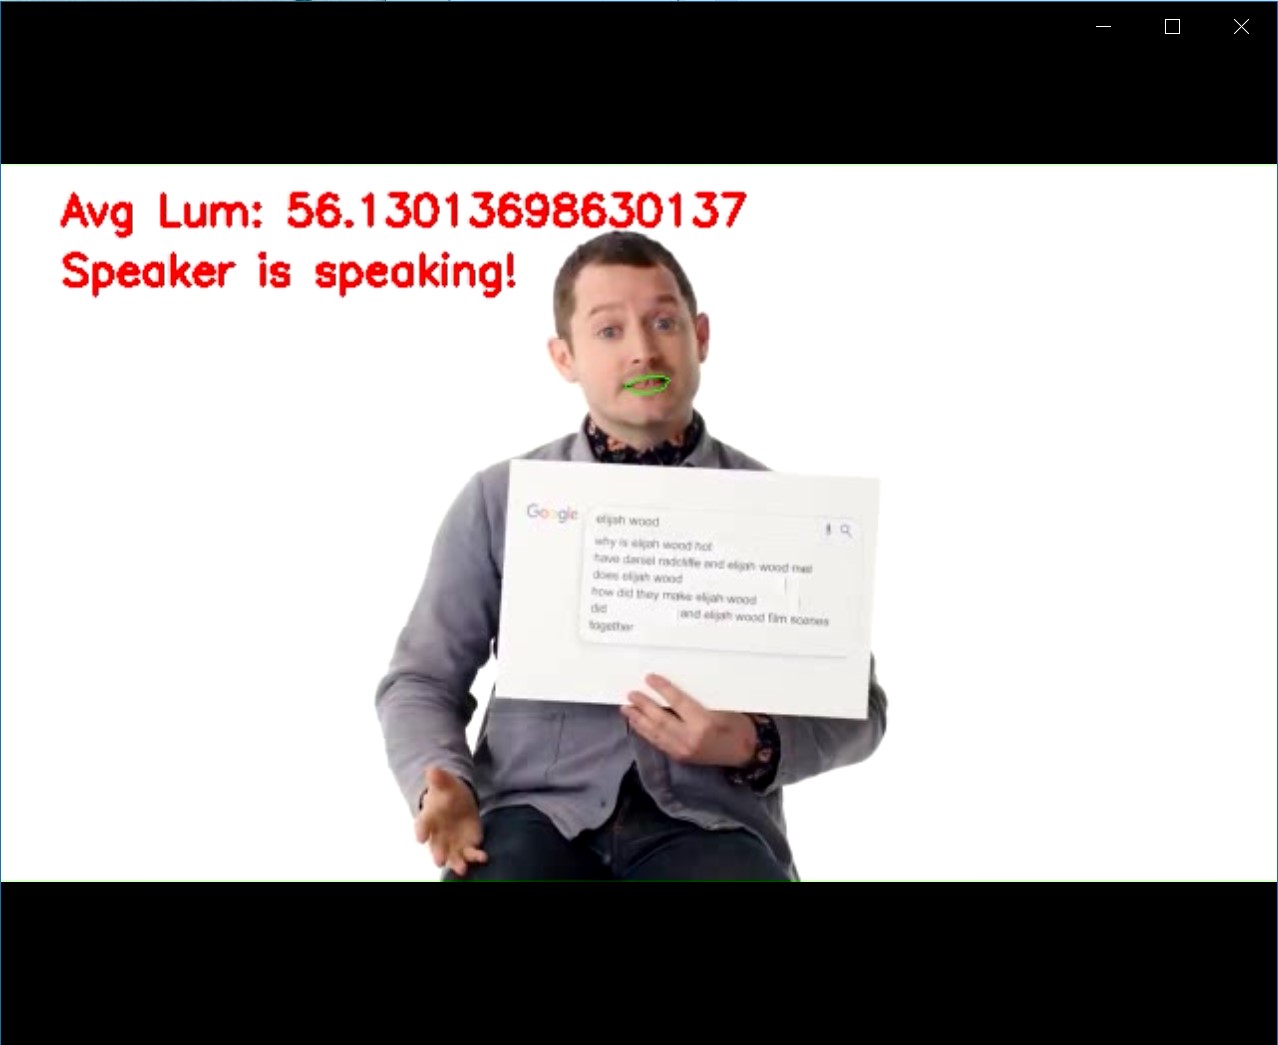 Avg Lum: 56.13013698630137
Speaker is speaking!
Google
elijah wood
why is elijah wood hot
have daniel radcliffe and elijah wood met
does elijah wood
how did they make elijah wood
did and elijah wood film scenes
together